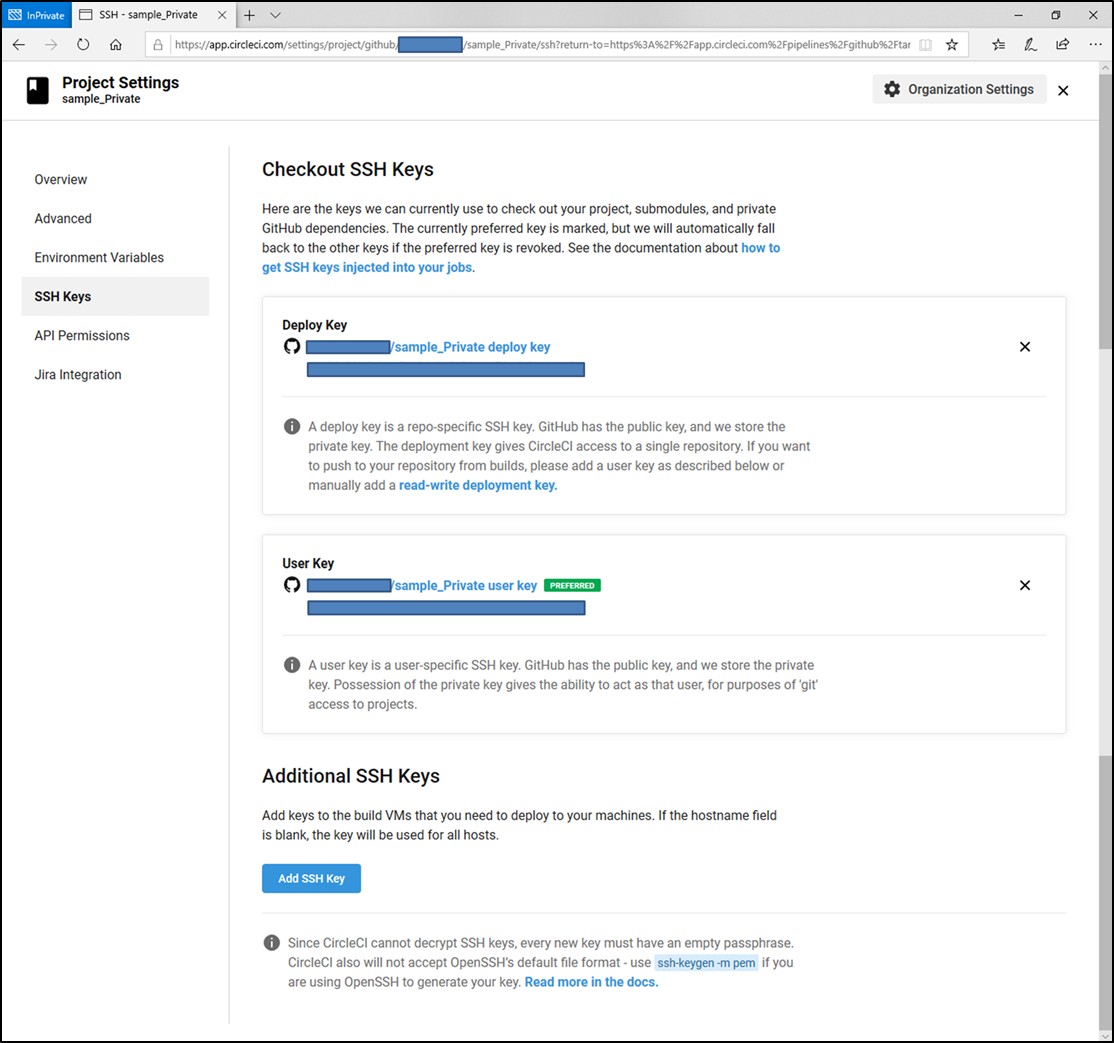 InPrivate
SSH - sample_Private
https://app.circleci.com/settings/project/github/
/sample_Private/ssh?return-to=https%3A%2F%2Fapp.circleci.com%2Fpipelines%2Fgithub%2Ftar
Project Settings
sample_Private
Organization Settings
Overview
Advanced
Environment Variables
SSH Keys
API Permissions
Jira Integration
Checkout SSH Keys
Here are the keys we can currently use to check out your project, submodules, and private
GitHub dependencies. The currently preferred key is marked, but we will automatically fall
back to the other keys if the preferred key is revoked. See the documentation about how to
get SSH keys injected into your jobs.
Deploy Key
/sample_Private deploy key
A deploy key is a repo-specific SSH key. GitHub has the public key, and we store the
private key. The deployment key gives CircleCI access to a single repository. If you want
to push to your repository from builds, please add a user key as described below or
manually add a read-write deployment key.
User Key
/sample_Private user key PREFERRED
A user key is a user-specific SSH key. GitHub has the public key, and we store the private
key. Possession of the private key gives the ability to act as that user, for purposes of 'git'
access to projects.
Additional SSH Keys
Add keys to the build VMs that you need to deploy to your machines. If the hostname field
is blank, the key will be used for all hosts.
Add SSH Key
Since CircleCI cannot decrypt SSH keys, every new key must have an empty passphrase.
CircleCI also will not accept OpenSSH's default file format - use ssh-keygen -m pem if you
are using OpenSSH to generate your key. Read more in the docs.